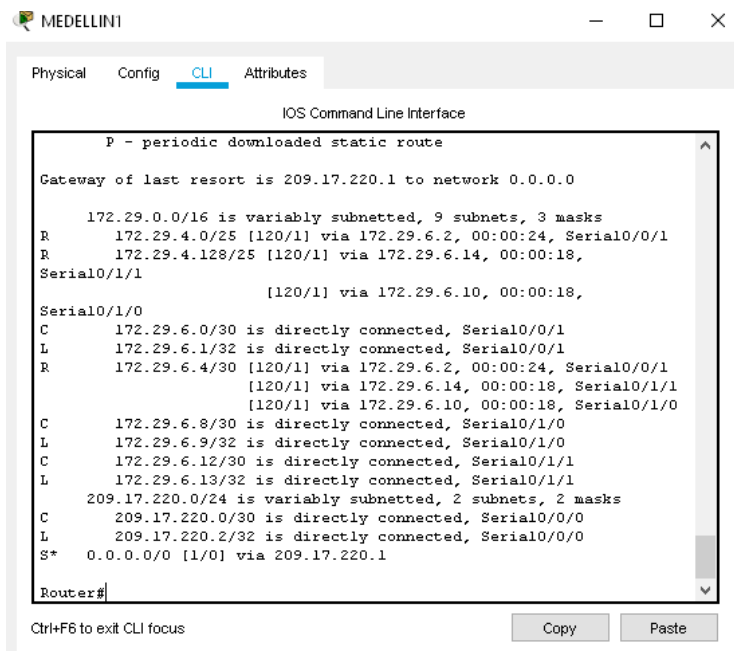 MEDELLIN1
Physical Config CLI Attributes
IOS Command Line Interface
P - periodic downloaded static route
Gateway of last resort is 209.17.220.1 to network 0.0.0.0
172.29.0.0/16 is variably subnetted, 9 subnets, 3 masks
R 172.29.4.0/25 [120/1] via 172.29.6.2, 00:00:24, Serial0/0/1
R 172.29.4.128/25 [120/1] via 172.29.6.14, 00:00:18,
Serial0/1/1
[120/1] via 172.29.6.10, 00:00:18,
Serial0/1/0
C 172.29.6.0/30 is directly connected, Serial0/0/1
L 172.29.6.1/32 is directly connected, Serial0/0/1
R 172.29.6.4/30 [120/1] via 172.29.6.2, 00:00:24, Serial0/0/1
[120/1] via 172.29.6.14, 00:00:18, Serial0/1/1
[120/1] via 172.29.6.10, 00:00:18, Serial0/1/0
C 172.29.6.8/30 is directly connected, Serial0/1/0
L 172.29.6.9/32 is directly connected, Serial0/1/0
C 172.29.6.12/30 is directly connected, Serial0/1/1
L 172.29.6.13/32 is directly connected, Serial0/1/1
209.17.220.0/24 is variably subnetted, 2 subnets, 2 masks
C 209.17.220.0/30 is directly connected, Serial0/0/0
L 209.17.220.2/32 is directly connected, Serial0/0/0
S* 0.0.0.0/0 [1/0] via 209.17.220.1
Router#
Ctrl+F6 to exit CLI focus Copy Paste